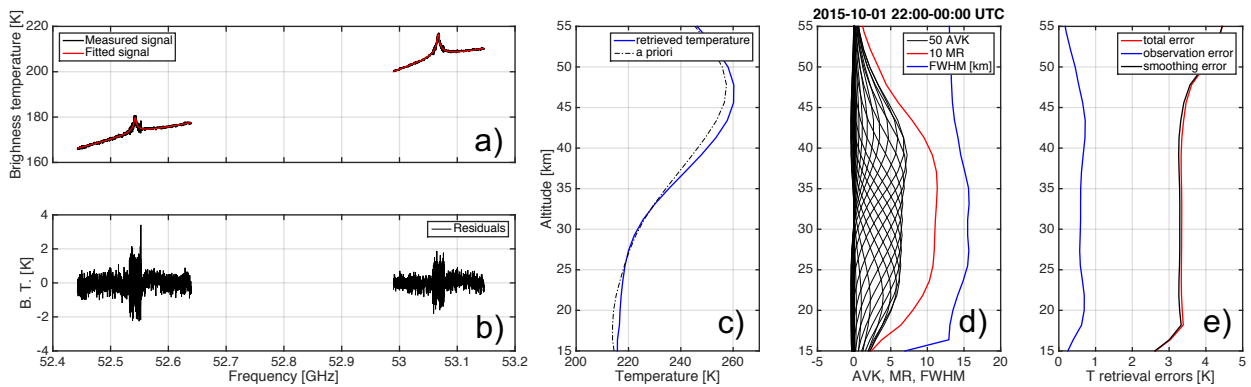 Brighness temperature [K]
220
200
180
160
Measured signal
Fitted signal
a)
B. T. [K]
4
2
0
-2
-4
Residuals
b)
52.4
52.5
52.6
52.7
52.8
52.9
53
53.1
53.2
Frequency [GHz]
Altitude [km]
55
50
45
40
35
30
25
20
15
retrieved temperature
a priori
c)
200
220
240
260
Temperature [K]
2015-10-01 22:00-00:00 UTC
55
50
45
40
35
30
25
20
15
50 AVK
10 MR
FWHM [km]
d)
-5
0
5
10
15
20
AVK, MR, FWHM
55
50
45
40
35
30
25
20
15
total error
observation error
smoothing error
e)
0
1
2
3
4
5
T retrieval errors [K]